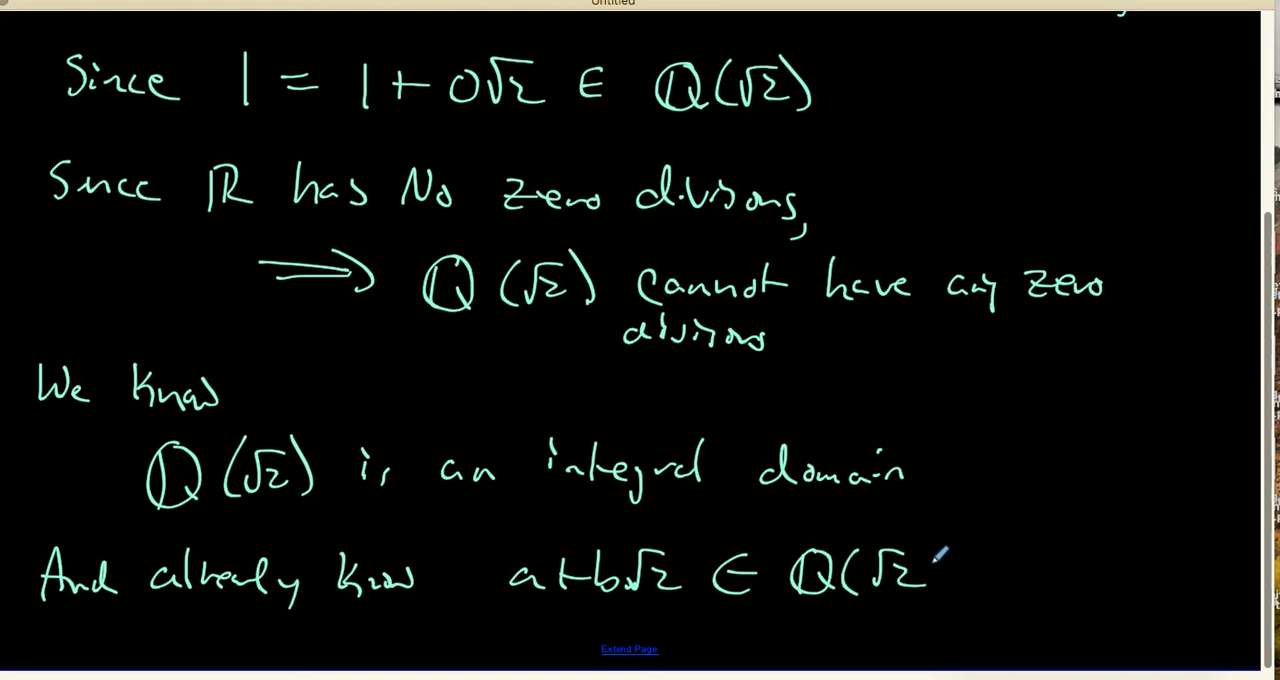 Untitled
Since 1 = 1 + 0√2 ∈ ℚ(√2)
Since ℝ has No zero divisors,
⟹ ℚ(√2) cannot have any zero
divisors
We know
ℚ(√2) is an integral domain
And already know a+b√2 ∈ ℚ(√2
Extend Page